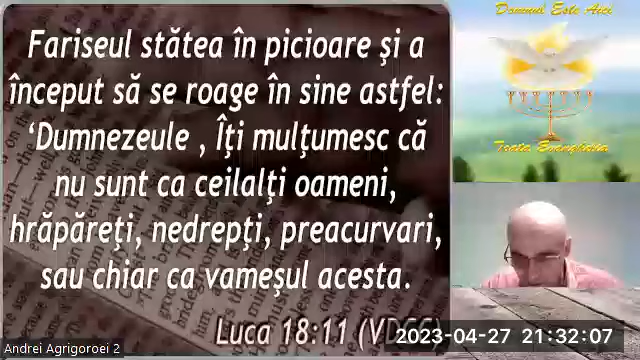 Fariseul stătea în picioare şi a
început să se roage în sine astfel:
‘Dumnezeule , Îţi mulţumesc că
nu sunt ca ceilalţi oameni,
hrăpăreţi, nedrepţi, preacurvari,
sau chiar ca vameşul acesta.
Luca 18:11
Andrei Agrigoroei 2
Domnul Este Aici
Toata Evanghelia
2023-04-27 21:32:07